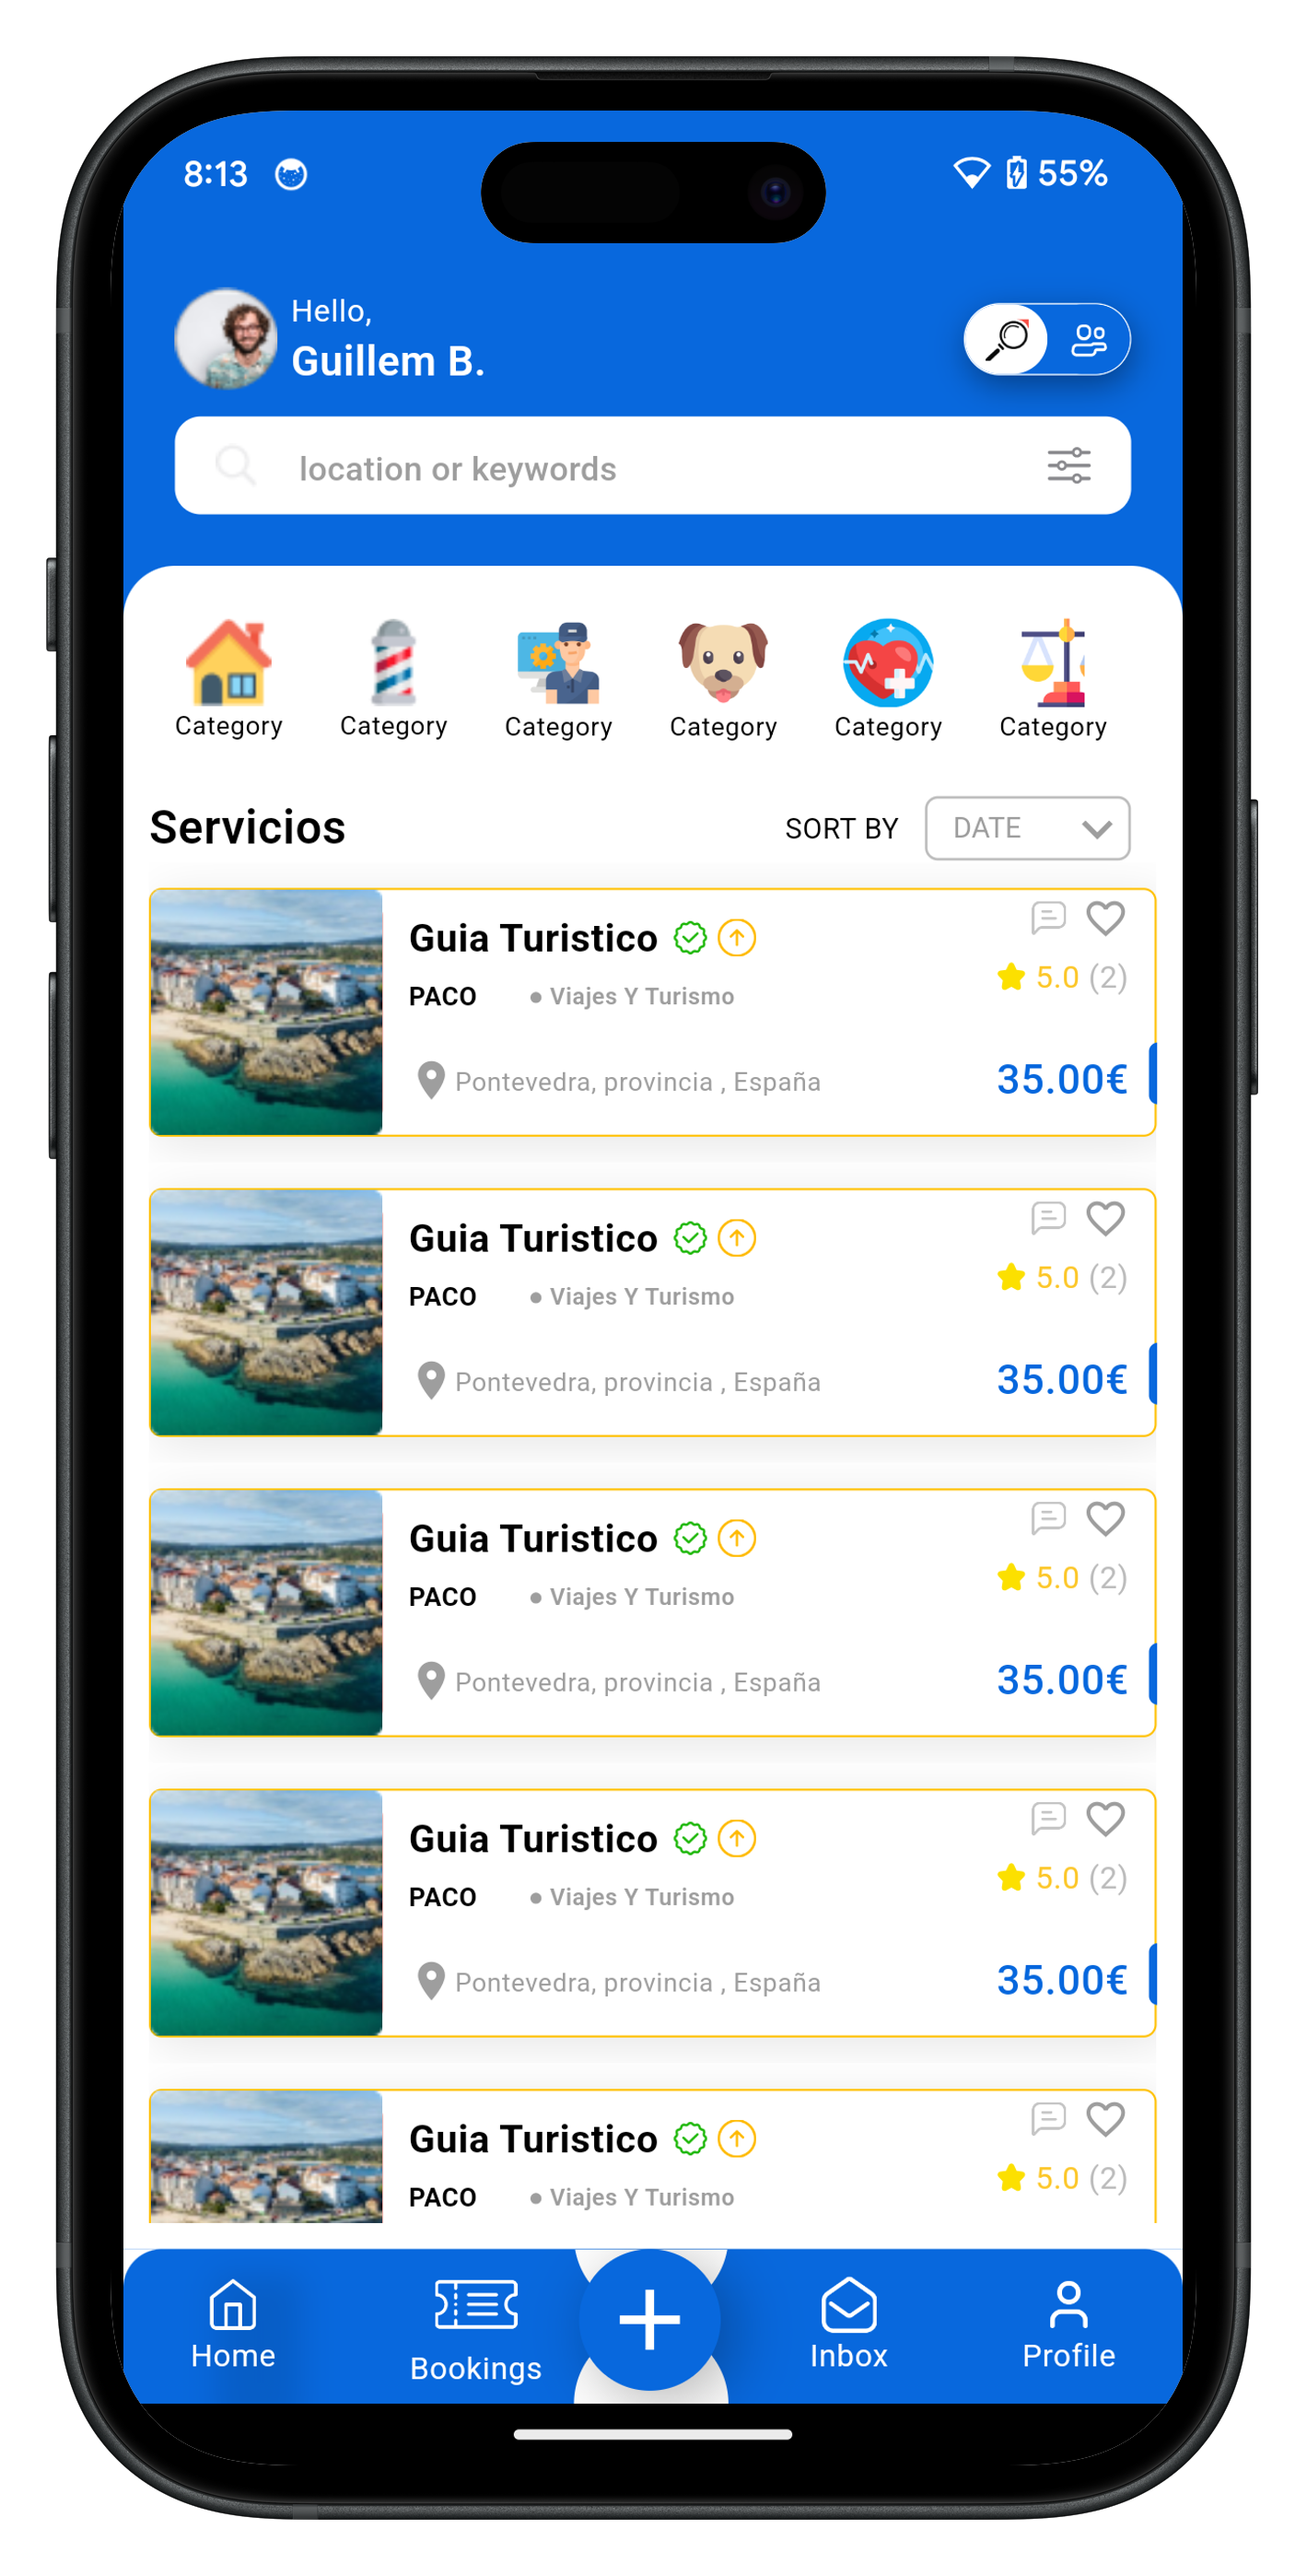 8:13 55%
Hello,
Guillem B.
location or keywords
Category Category Category Category Category Category
Servicios SORT BY DATE
Guia Turistico
5.0 (2)
PACO Viajes Y Turismo
Pontevedra, provincia , España 35.00€
Guia Turistico
5.0 (2)
PACO Viajes Y Turismo
Pontevedra, provincia , España 35.00€
Guia Turistico
5.0 (2)
PACO Viajes Y Turismo
Pontevedra, provincia , España 35.00€
Guia Turistico
5.0 (2)
PACO Viajes Y Turismo
Pontevedra, provincia , España 35.00€
Guia Turistico
5.0 (2)
PACO Viajes Y Turismo
Home Bookings Inbox Profile